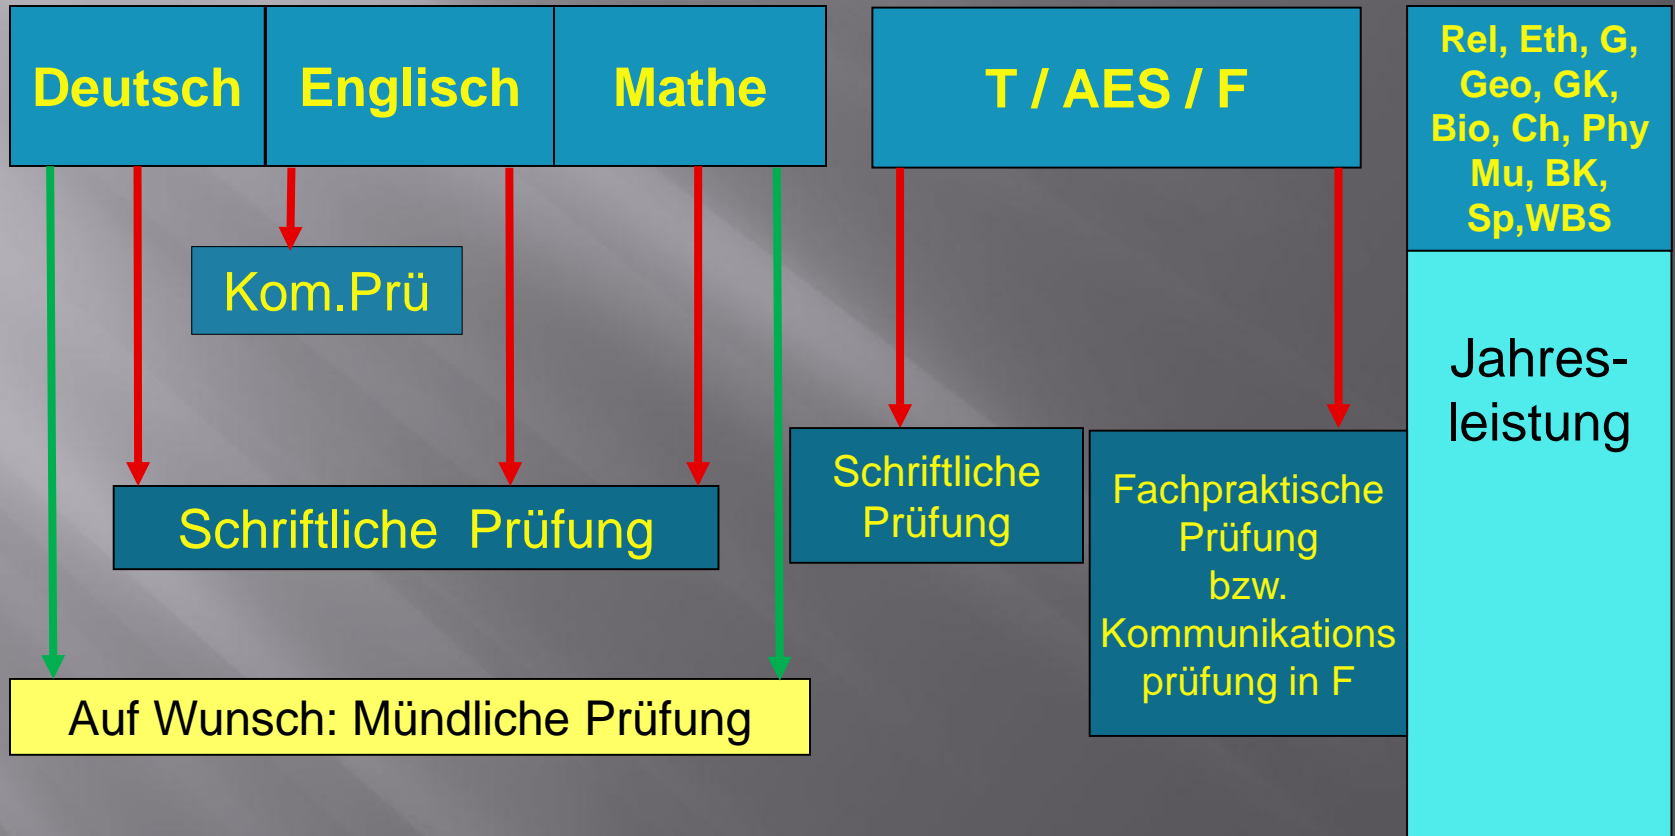 Deutsch
Englisch
Mathe
T / AES / F
Rel, Eth, G,
Geo, GK,
Bio, Ch, Phy
Mu, BK,
Sp,WBS
Kom.Prü
Jahres-
leistung
Schriftliche Prüfung
Schriftliche
Prüfung
Fachpraktische
Prüfung
bzw.
Kommunikations
prüfung in F
Auf Wunsch: Mündliche Prüfung